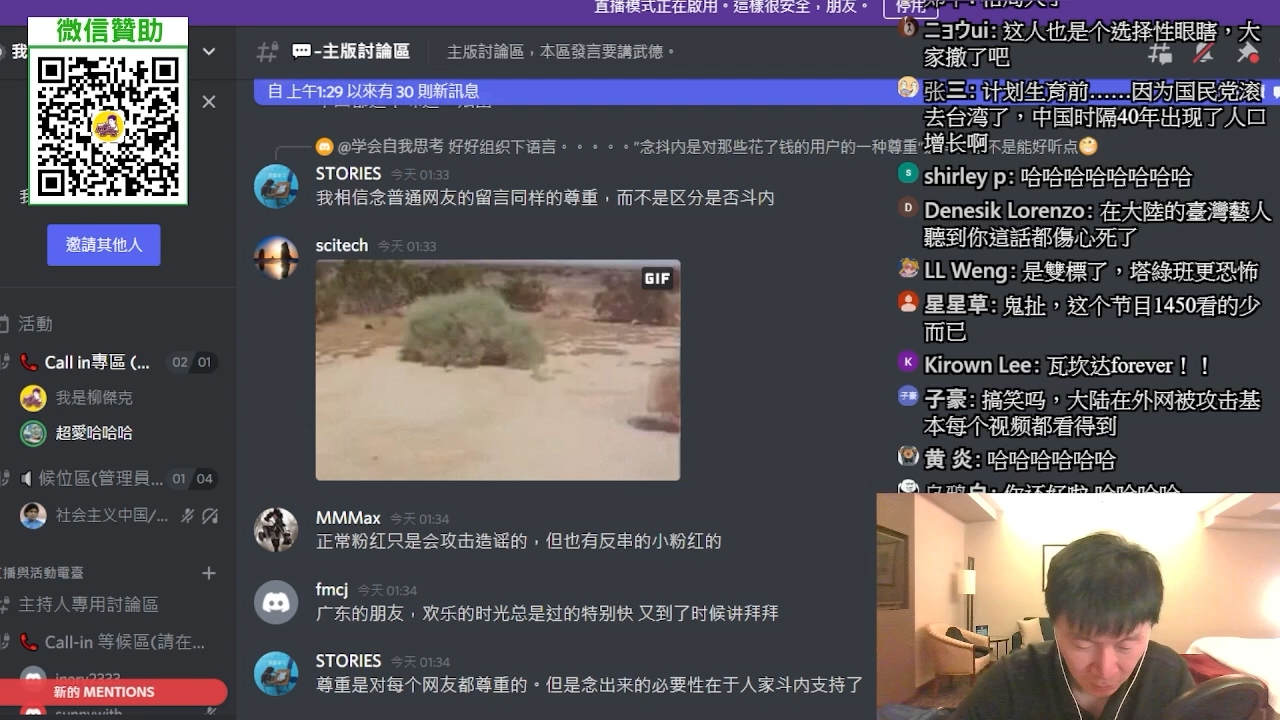 直播模式正在啟用。這樣很安全，朋友。
停用
微信贊助
我
邀請其他人
活動
Call in專區 (...
02 01
我是柳傑克
超愛哈哈哈
候位區(管理員...
01 04
社会主义中国/...
直播與活動電臺
主持人專用討論區
Call-in 等候區(請在...
新的 MENTIONS
sunnywith
-主版討論區
主版討論區，本區發言要講武德。
自 上午1:29 以來有 30 則新訊息
@学会自我思考 好好组织下语言。。。。。"念抖内是对那些花了钱的用户的一种尊重"
不是能好听点
STORIES 今天 01:33
我相信念普通网友的留言同样的尊重，而不是区分是否斗内
scitech 今天 01:33
GIF
MMMax 今天 01:34
正常粉红只是会攻击造谣的，但也有反串的小粉红的
fmcj 今天 01:34
广东的朋友，欢乐的时光总是过的特别快 又到了时候讲拜拜
STORIES 今天 01:34
尊重是对每个网友都尊重的。但是念出来的必要性在于人家斗内支持了
ニョウui: 这人也是个选择性眼瞎，大
家撤了吧
张三: 计划生育前……因为国民党滚
去台湾了，中国时隔40年出现了人口
增长啊
shirley p: 哈哈哈哈哈哈哈哈
Denesik Lorenzo: 在大陸的臺灣藝人
聽到你這話都傷心死了
LL Weng: 是雙標了，塔綠班更恐怖
星星草: 鬼扯，这个节目1450看的少
而已
Kirown Lee: 瓦坎达forever！！
子豪: 搞笑吗，大陆在外网被攻击基
本每个视频都看得到
黄 炎: 哈哈哈哈哈哈